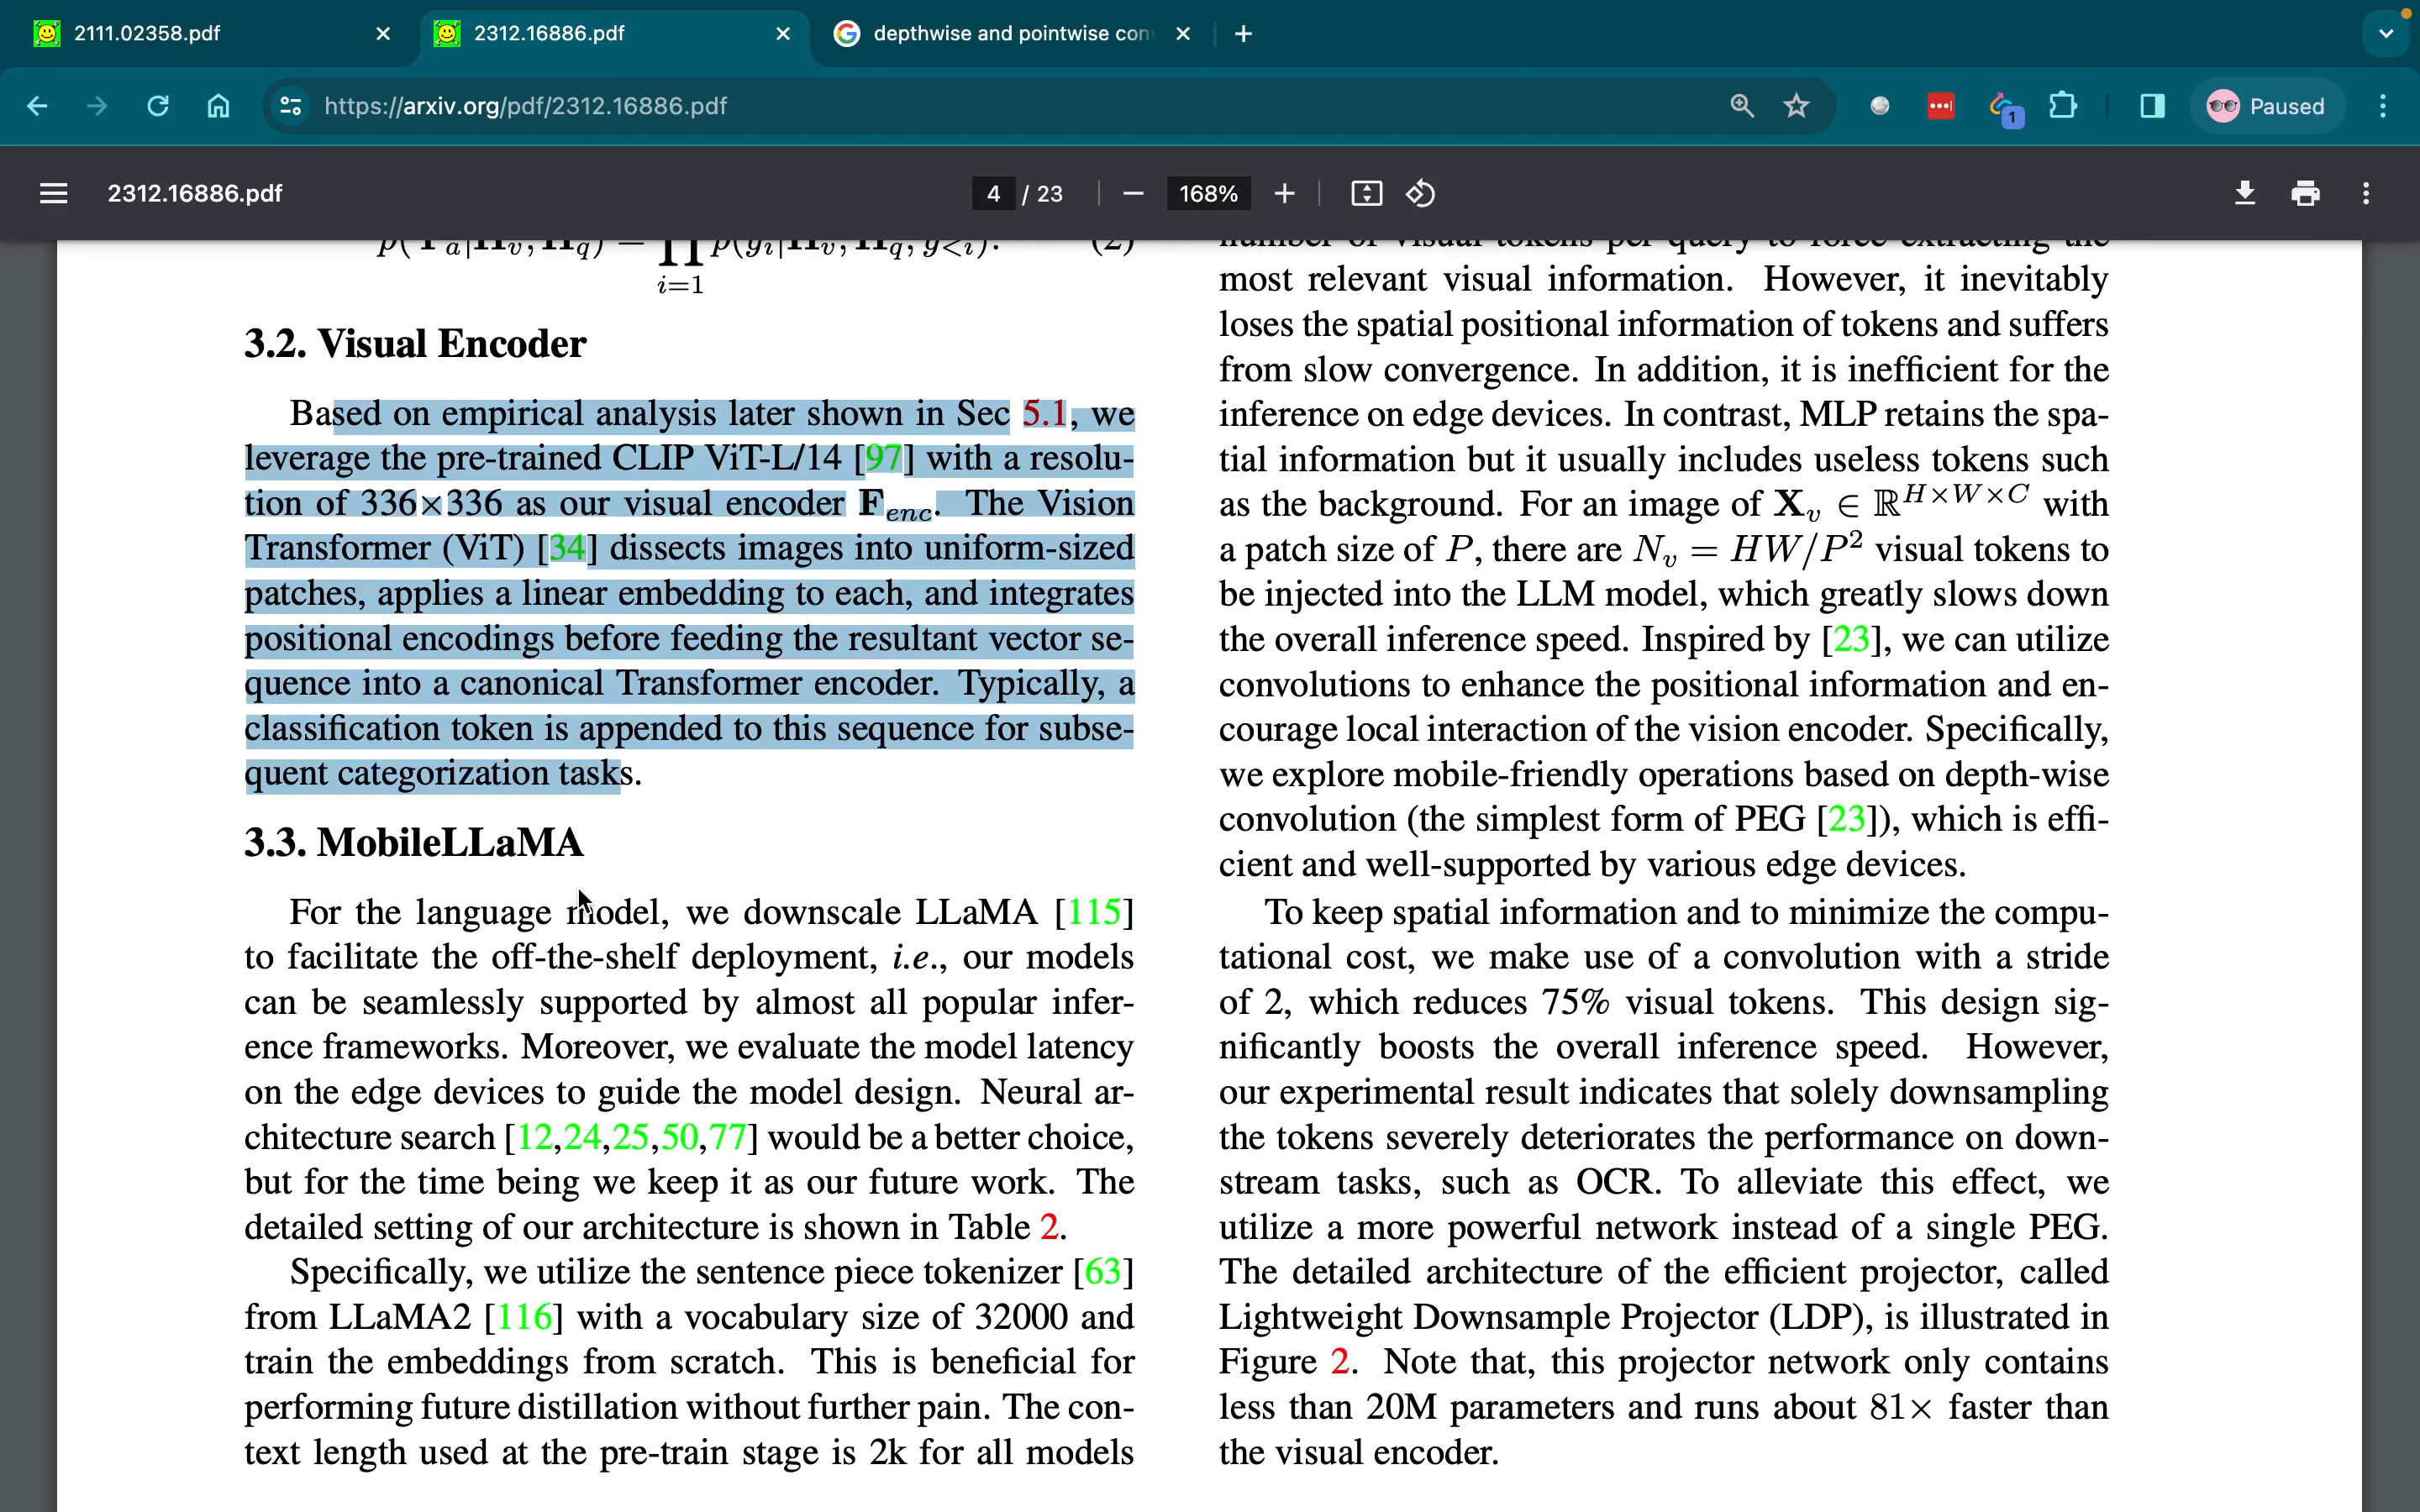 2111.02358.pdf
2312.16886.pdf
depthwise and pointwise con
https://arxiv.org/pdf/2312.16886.pdf
1
Paused
2312.16886.pdf
4 / 23
168%
p(Y_a|H_v, H_q) = ∏ p(y_i|H_v, H_q, y_{<i}). (2)
i=1
3.2. Visual Encoder
Based on empirical analysis later shown in Sec 5.1, we
leverage the pre-trained CLIP ViT-L/14 [97] with a resolu-
tion of 336×336 as our visual encoder F_enc. The Vision
Transformer (ViT) [34] dissects images into uniform-sized
patches, applies a linear embedding to each, and integrates
positional encodings before feeding the resultant vector se-
quence into a canonical Transformer encoder. Typically, a
classification token is appended to this sequence for subse-
quent categorization tasks.
3.3. MobileLLaMA
For the language model, we downscale LLaMA [115]
to facilitate the off-the-shelf deployment, i.e., our models
can be seamlessly supported by almost all popular infer-
ence frameworks. Moreover, we evaluate the model latency
on the edge devices to guide the model design. Neural ar-
chitecture search [12,24,25,50,77] would be a better choice,
but for the time being we keep it as our future work. The
detailed setting of our architecture is shown in Table 2.
Specifically, we utilize the sentence piece tokenizer [63]
from LLaMA2 [116] with a vocabulary size of 32000 and
train the embeddings from scratch. This is beneficial for
performing future distillation without further pain. The con-
text length used at the pre-train stage is 2k for all models
number of visual tokens per query to force extracting the
most relevant visual information. However, it inevitably
loses the spatial positional information of tokens and suffers
from slow convergence. In addition, it is inefficient for the
inference on edge devices. In contrast, MLP retains the spa-
tial information but it usually includes useless tokens such
as the background. For an image of X_v ∈ ℝ^{H×W×C} with
a patch size of P, there are N_v = HW/P² visual tokens to
be injected into the LLM model, which greatly slows down
the overall inference speed. Inspired by [23], we can utilize
convolutions to enhance the positional information and en-
courage local interaction of the vision encoder. Specifically,
we explore mobile-friendly operations based on depth-wise
convolution (the simplest form of PEG [23]), which is effi-
cient and well-supported by various edge devices.
To keep spatial information and to minimize the compu-
tational cost, we make use of a convolution with a stride
of 2, which reduces 75% visual tokens. This design sig-
nificantly boosts the overall inference speed. However,
our experimental result indicates that solely downsampling
the tokens severely deteriorates the performance on down-
stream tasks, such as OCR. To alleviate this effect, we
utilize a more powerful network instead of a single PEG.
The detailed architecture of the efficient projector, called
Lightweight Downsample Projector (LDP), is illustrated in
Figure 2. Note that, this projector network only contains
less than 20M parameters and runs about 81× faster than
the visual encoder.